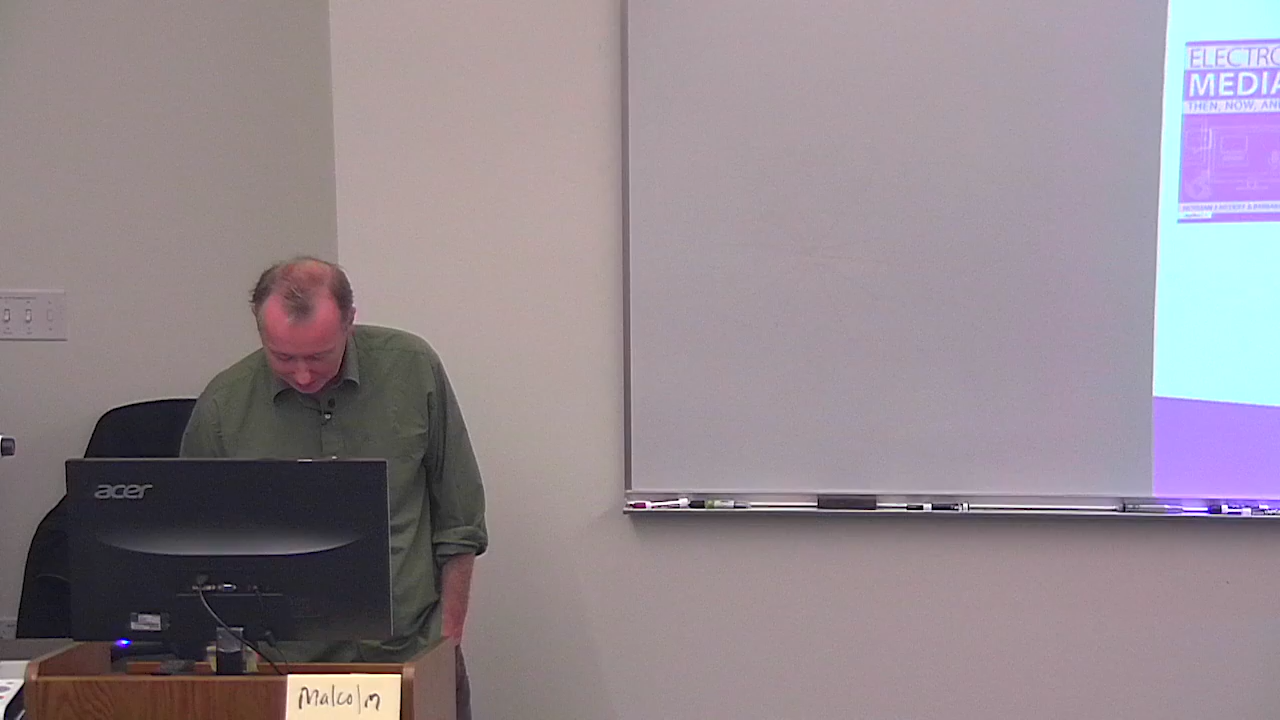 ELECTRO
MEDIA
THEN, NOW, AN
acer
Malcolm